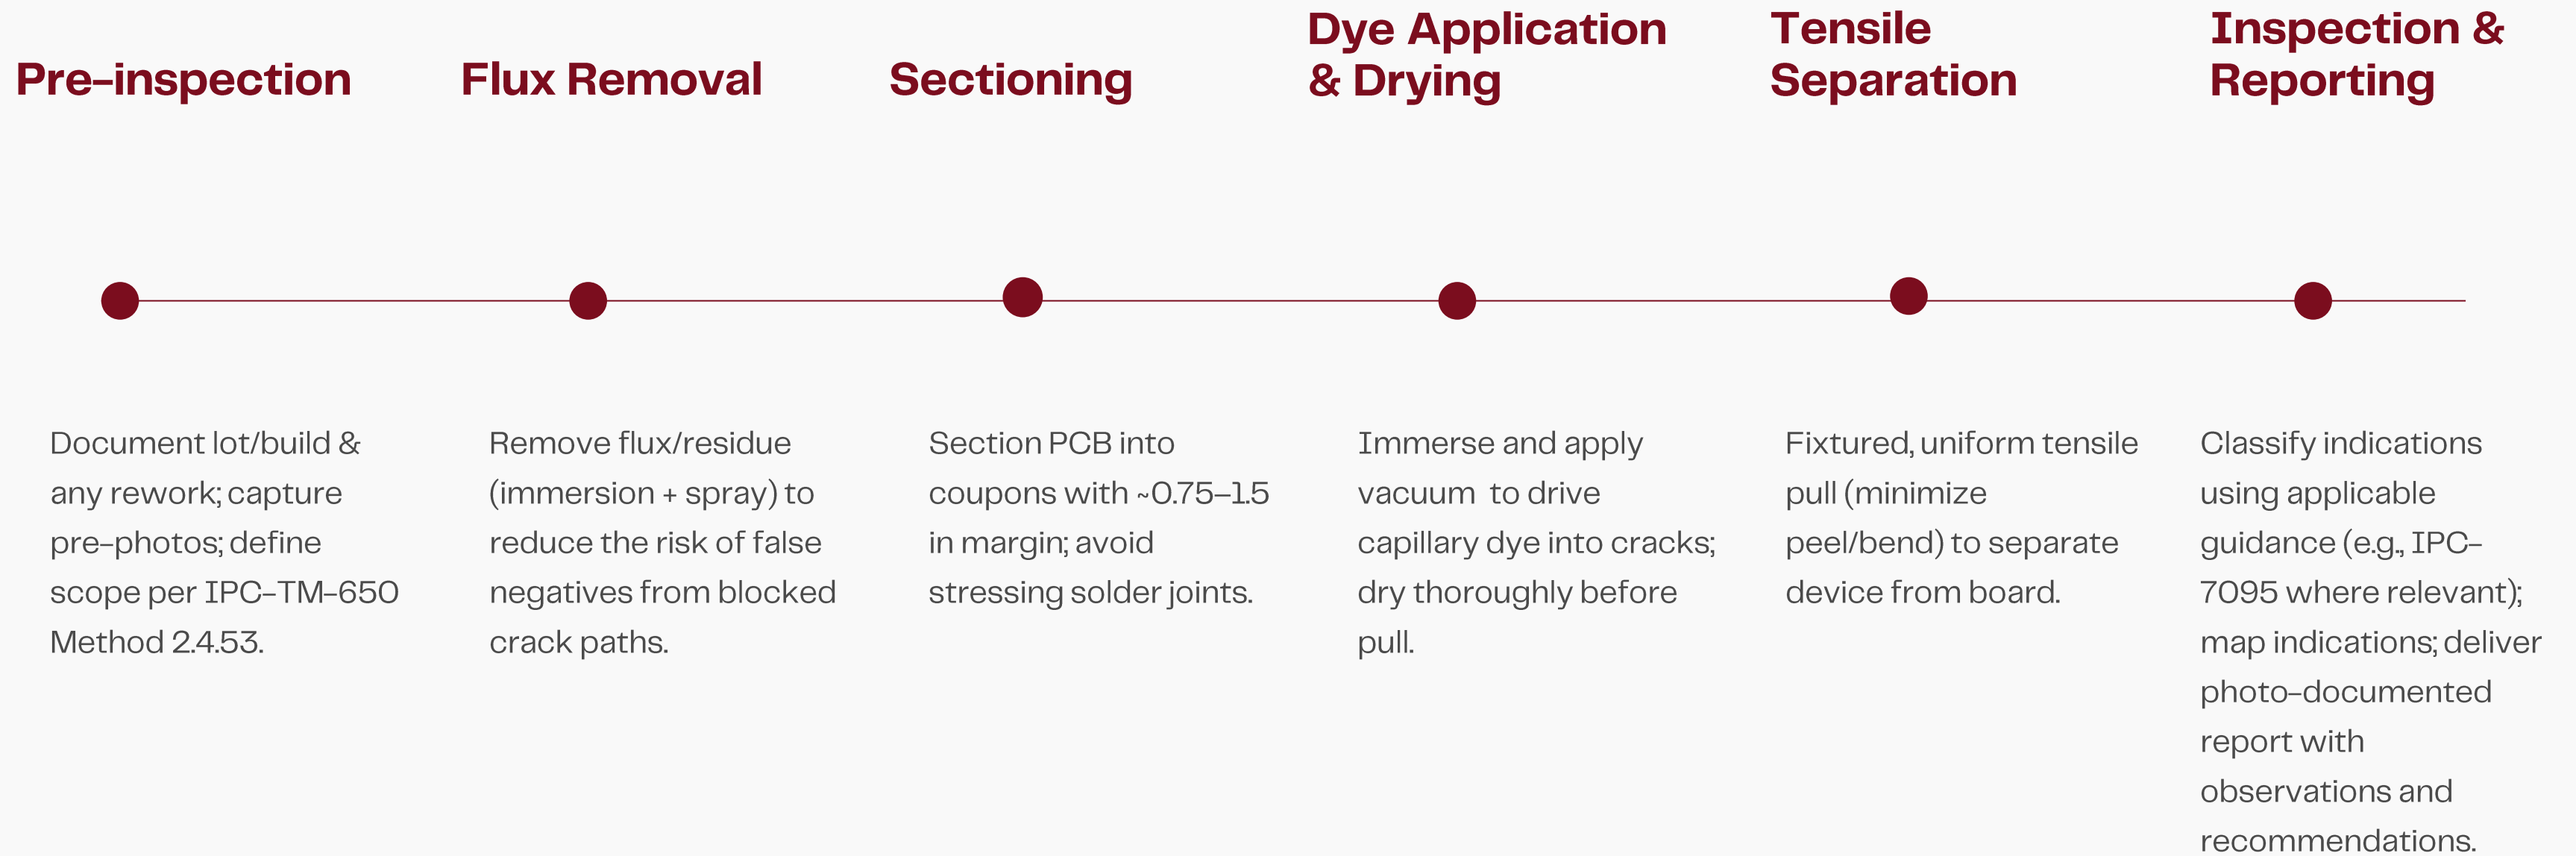 Pre-inspection
Flux Removal
Sectioning
Dye Application
& Drying
Tensile
Separation
Inspection &
Reporting
Document lot/build &
any rework; capture
pre-photos; define
scope per IPC-TM-650
Method 2.4.53.
Remove flux/residue
(immersion + spray) to
reduce the risk of false
negatives from blocked
crack paths.
Section PCB into
coupons with ~0.75–1.5
in margin; avoid
stressing solder joints.
Immerse and apply
vacuum  to drive
capillary dye into cracks;
dry thoroughly before
pull.
Fixtured, uniform tensile
pull (minimize
peel/bend) to separate
device from board.
Classify indications
using applicable
guidance (e.g., IPC-
7095 where relevant);
map indications; deliver
photo-documented
report with
observations and
recommendations.